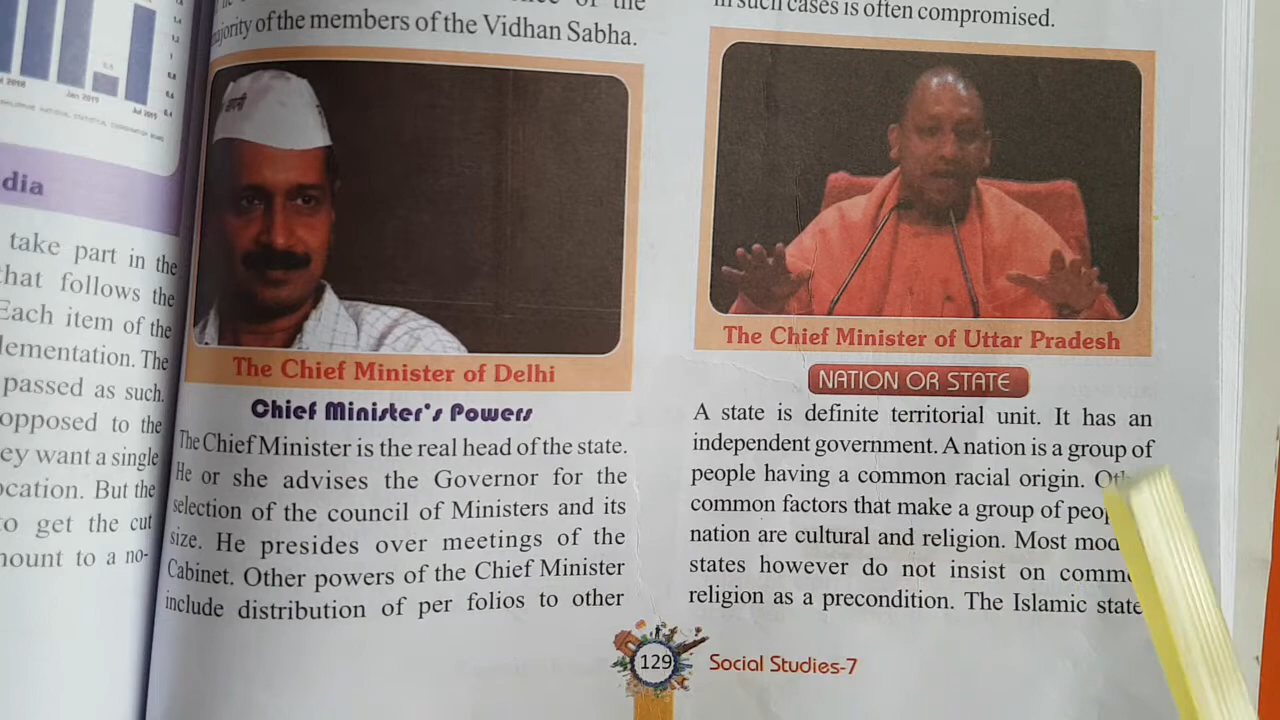 Jan 2019
Jul 2019
dia
take part in the
that follows the
Each item of the
lementation. The
passed as such.
opposed to the
ey want a single
ocation. But the
to get the cut
nount to a no-
the
majority of the members of the Vidhan Sabha.
The Chief Minister of Delhi
Chief Minister's Powers
The Chief Minister is the real head of the state.
He or she advises the Governor for the
selection of the council of Ministers and its
size. He presides over meetings of the
Cabinet. Other powers of the Chief Minister
include distribution of per folios to other
in such cases is often compromised.
The Chief Minister of Uttar Pradesh
NATION OR STATE
A state is definite territorial unit. It has an
independent government. A nation is a group of
people having a common racial origin.
common factors that make a group of
nation are cultural and religion. Most
states however do not insist on
religion as a precondition. The Islamic state
129 Social Studies-7